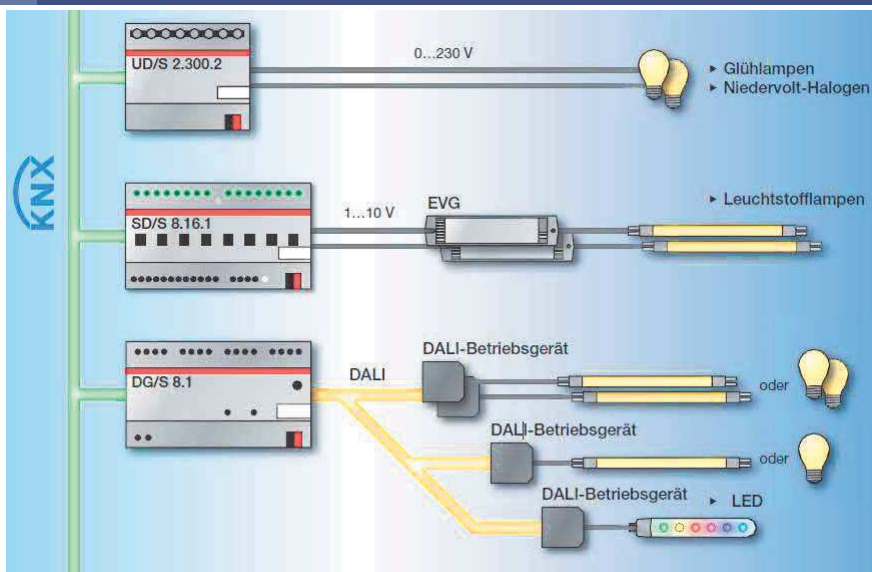 KNX
UD/S 2.300.2
0...230 V
▸ Glühlampen
▸ Niedervolt-Halogen
SD/S 8.16.1
1...10 V
EVG
▸ Leuchtstofflampen
DG/S 8.1
DALI
DALI-Betriebsgerät
oder
DALI-Betriebsgerät
oder
DALI-Betriebsgerät
▸ LED